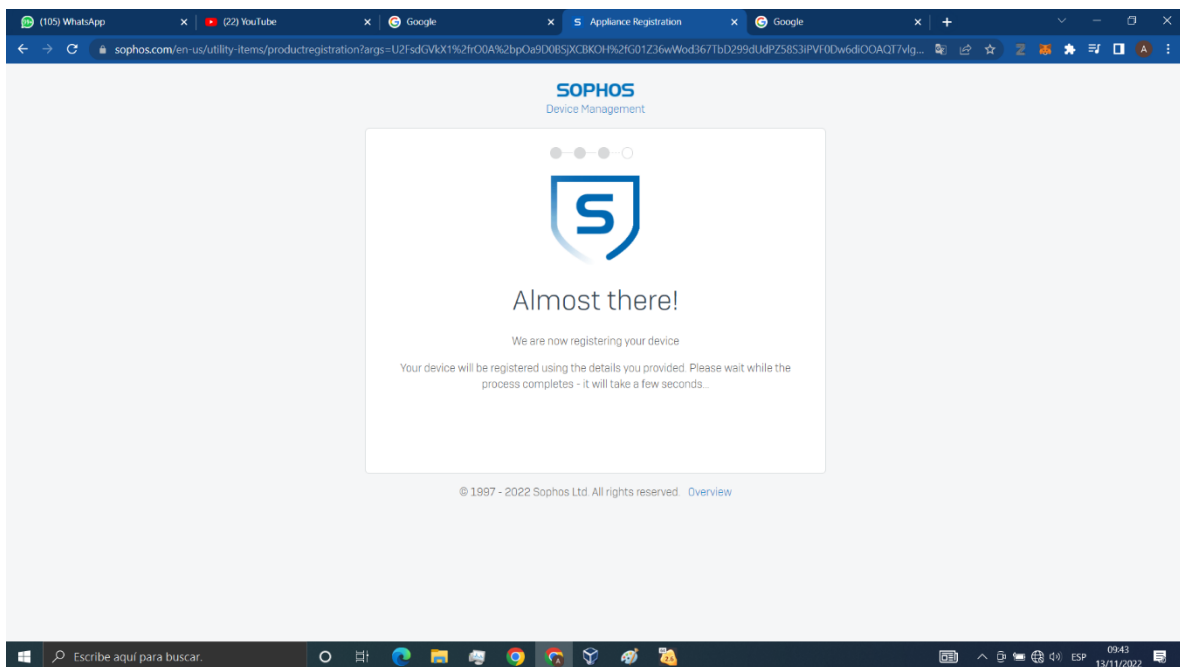 (105) WhatsApp
(22) YouTube
Google
S Appliance Registration
Google
sophos.com/en-us/utility-items/productregistration?args=U2FsdGVkX1%2frO0A%2bpOa9D0BSjXCBKOH%2fG01Z36wWod367TbD299dUdPZ58S3iPVF0Dw6diOOAQT7vlg...
SOPHOS
Device Management
S
Almost there!
We are now registering your device
Your device will be registered using the details you provided. Please wait while the
process completes - it will take a few seconds...
© 1997 - 2022 Sophos Ltd. All rights reserved. Overview
Escribe aquí para buscar.
ESP
09:43
13/11/2022